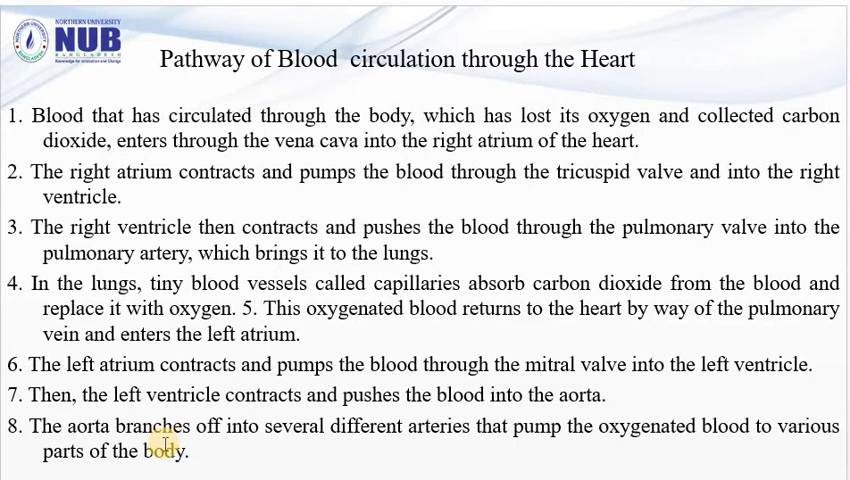 NORTHERN UNIVERSITY
NUB
BANGLADESH
Knowledge for Innovation and Change
Pathway of Blood circulation through the Heart
1. Blood that has circulated through the body, which has lost its oxygen and collected carbon
dioxide, enters through the vena cava into the right atrium of the heart.
2. The right atrium contracts and pumps the blood through the tricuspid valve and into the right
ventricle.
3. The right ventricle then contracts and pushes the blood through the pulmonary valve into the
pulmonary artery, which brings it to the lungs.
4. In the lungs, tiny blood vessels called capillaries absorb carbon dioxide from the blood and
replace it with oxygen. 5. This oxygenated blood returns to the heart by way of the pulmonary
vein and enters the left atrium.
6. The left atrium contracts and pumps the blood through the mitral valve into the left ventricle.
7. Then, the left ventricle contracts and pushes the blood into the aorta.
8. The aorta branches off into several different arteries that pump the oxygenated blood to various
parts of the body.